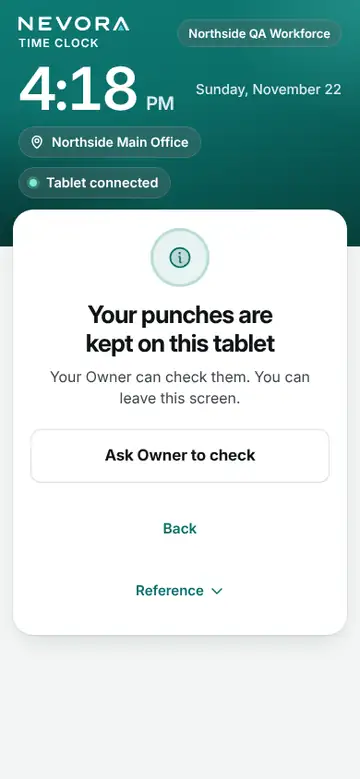 NEVORA
TIME CLOCK
Northside QA Workforce
4:18 PM
Sunday, November 22
Northside Main Office
Tablet connected
Your punches are
kept on this tablet
Your Owner can check them. You can
leave this screen.
Ask Owner to check
Back
Reference